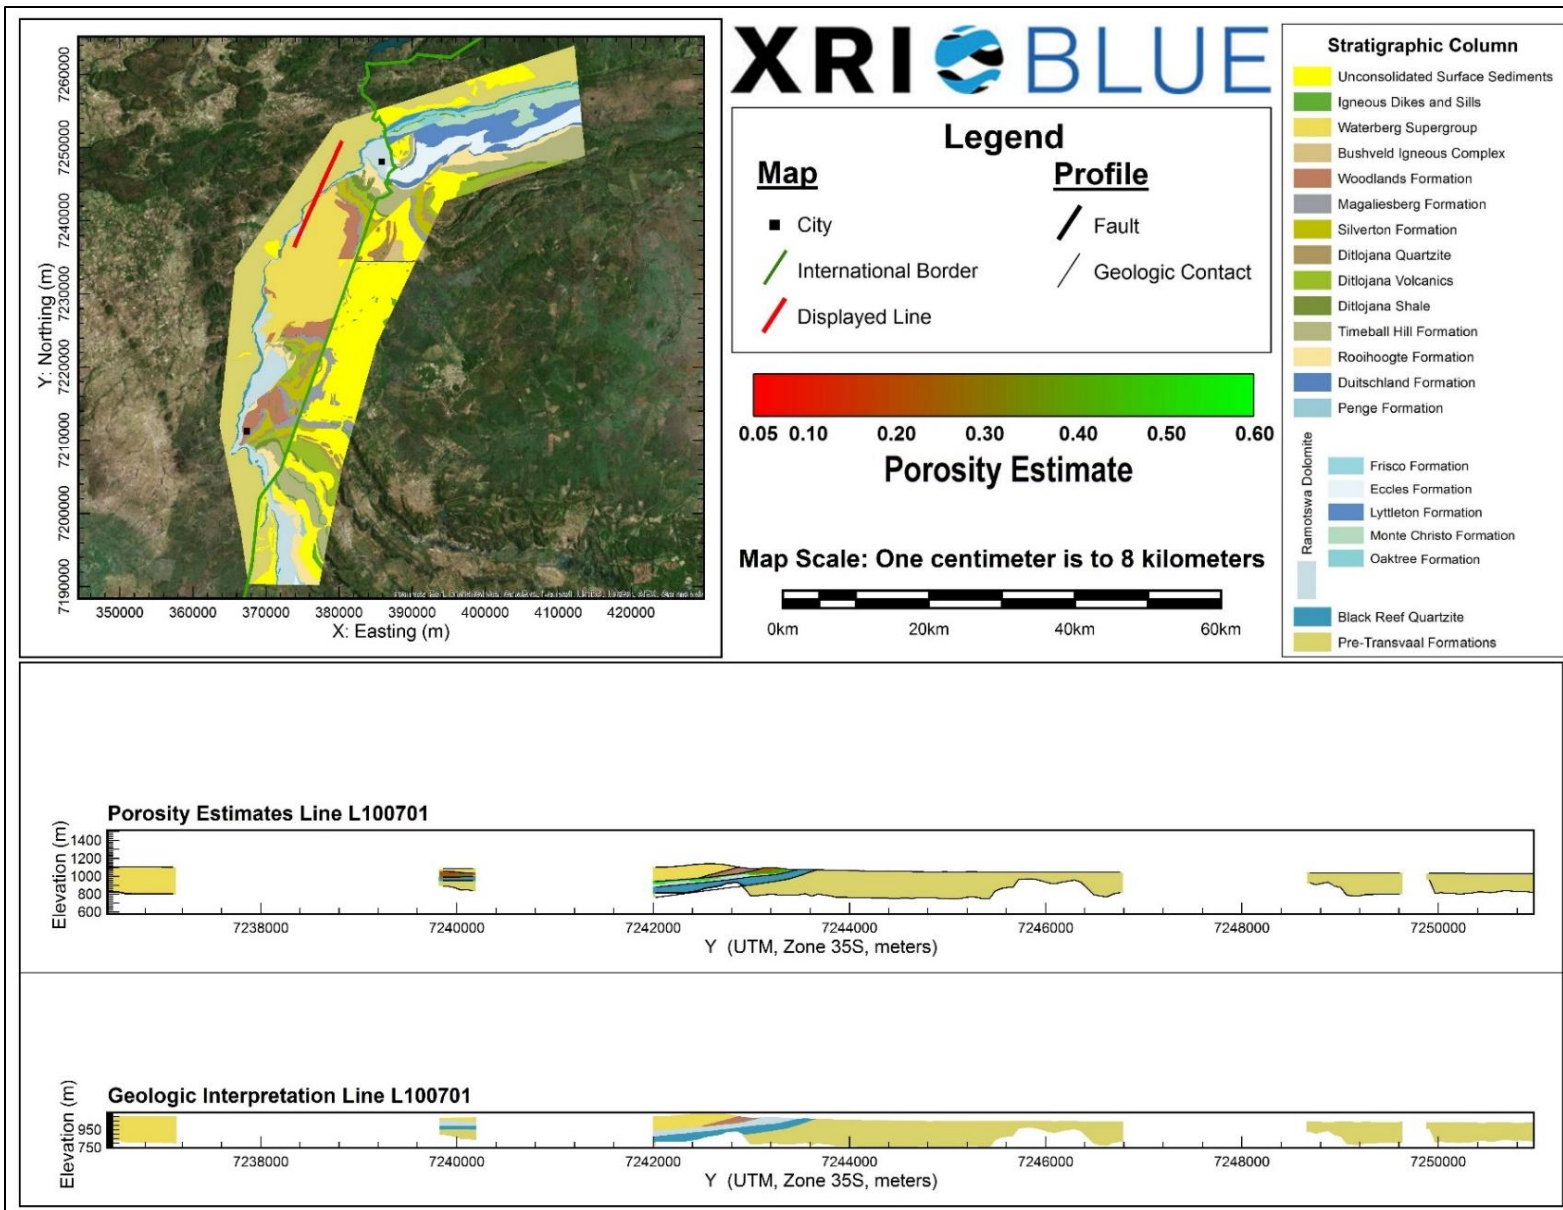 XRI BLUE
Y: Northing (m)
7260000
7250000
7240000
7230000
7220000
7210000
7200000
7190000
350000 360000 370000 380000 390000 400000 410000 420000
X: Easting (m)
Legend
Map
City
International Border
Displayed Line
Profile
Fault
Geologic Contact
0.05 0.10 0.20 0.30 0.40 0.50 0.60
Porosity Estimate
Map Scale: One centimeter is to 8 kilometers
0km 20km 40km 60km
Stratigraphic Column
Unconsolidated Surface Sediments
Igneous Dikes and Sills
Waterberg Supergroup
Bushveld Igneous Complex
Woodlands Formation
Magaliesberg Formation
Silverton Formation
Ditlojana Quartzite
Ditlojana Volcanics
Ditlojana Shale
Timeball Hill Formation
Rooihoogte Formation
Duitschland Formation
Penge Formation
Ramotswa Dolomite
Frisco Formation
Eccles Formation
Lyttleton Formation
Monte Christo Formation
Oaktree Formation
Black Reef Quartzite
Pre-Transvaal Formations
Porosity Estimates Line L100701
Elevation (m)
1400
1200
1000
800
600
7238000 7240000 7242000 7244000 7246000 7248000 7250000
Y (UTM, Zone 35S, meters)
Geologic Interpretation Line L100701
Elevation (m)
950
750
7238000 7240000 7242000 7244000 7246000 7248000 7250000
Y (UTM, Zone 35S, meters)